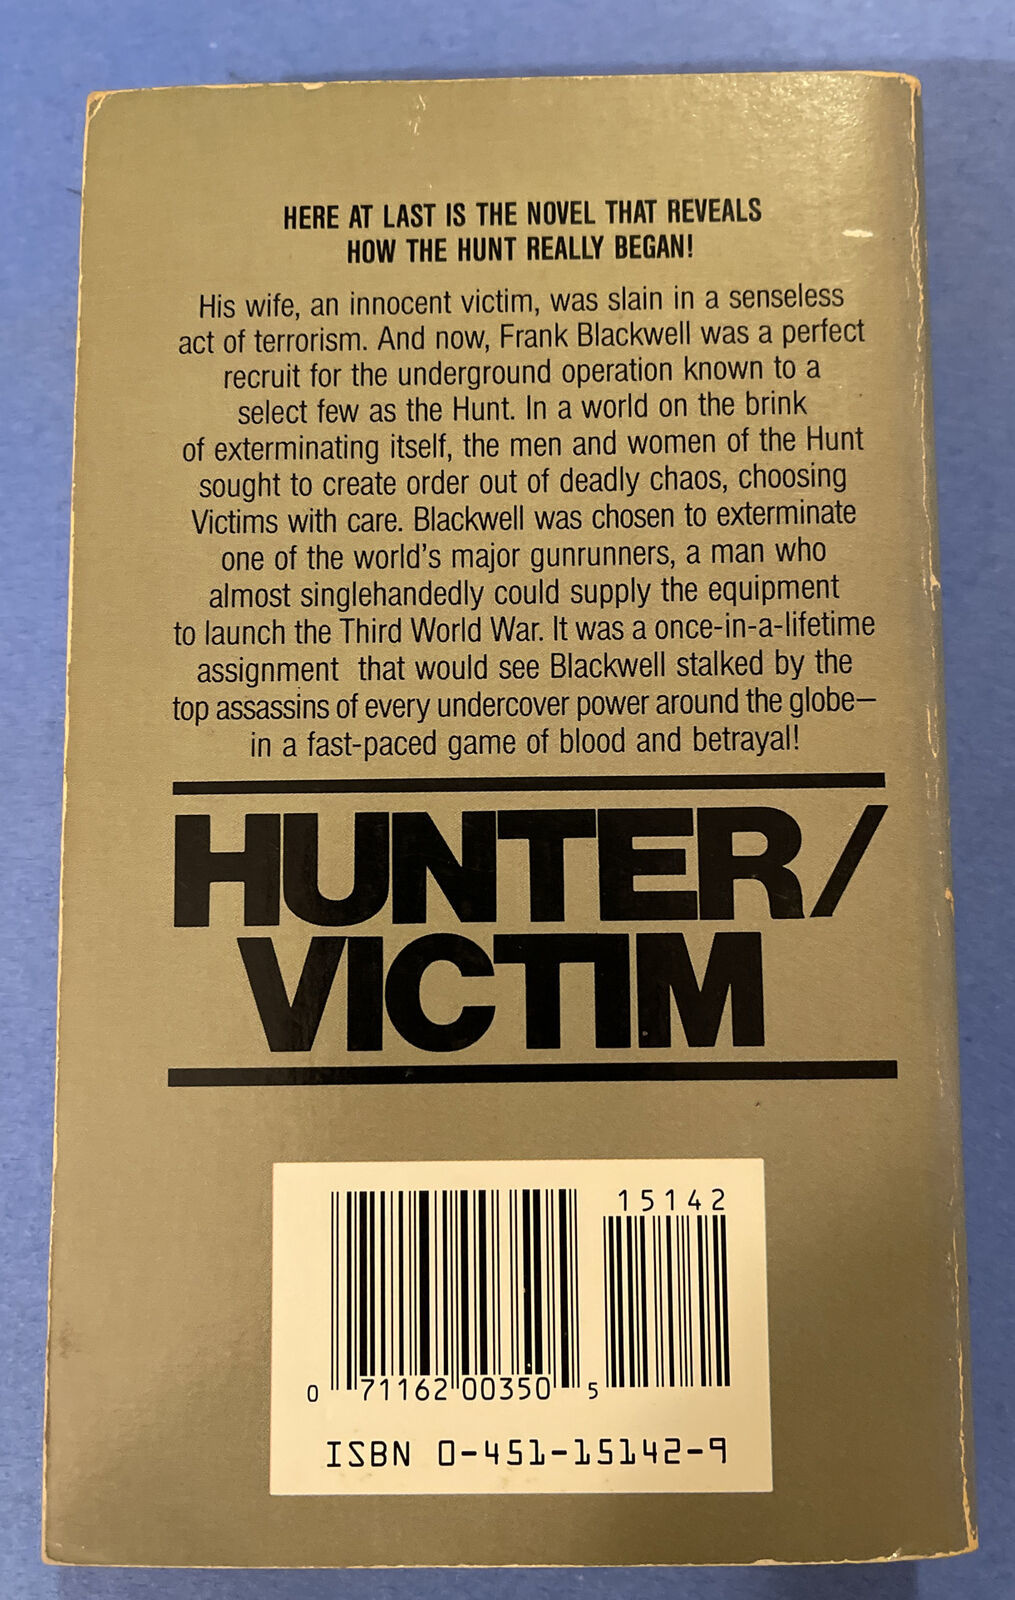 HERE AT LAST IS THE NOVEL THAT REVEALS
HOW THE HUNT REALLY BEGAN!
His wife, an innocent victim, was slain in a senseless
act of terrorism. And now, Frank Blackwell was a perfect
recruit for the underground operation known to a
select few as the Hunt. In a world on the brink
of exterminating itself, the men and women of the Hunt
sought to create order out of deadly chaos, choosing
Victims with care. Blackwell was chosen to exterminate
one of the world's major gunrunners, a man who
almost singlehandedly could supply the equipment
to launch the Third World War. It was a once-in-a-lifetime
assignment that would see Blackwell stalked by the
top assassins of every undercover power around the globe—
in a fast-paced game of blood and betrayal!
HUNTER/
VICTIM
15142
0 71162 00350 5
ISBN 0-451-15142-9